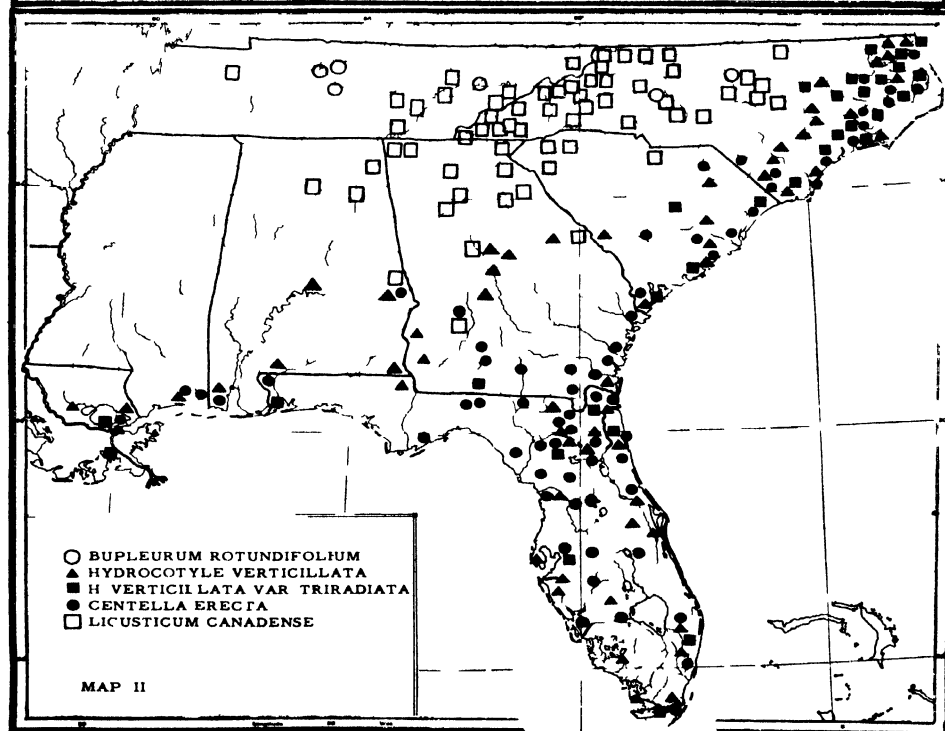 BUPLEURUM ROTUNDIFOLIUM
HYDROCOTYLE VERTICILLATA
H VERTICILLATA VAR TRIRADIATA
CENTELLA ERECTA
LIGUSTICUM CANADENSE
MAP II